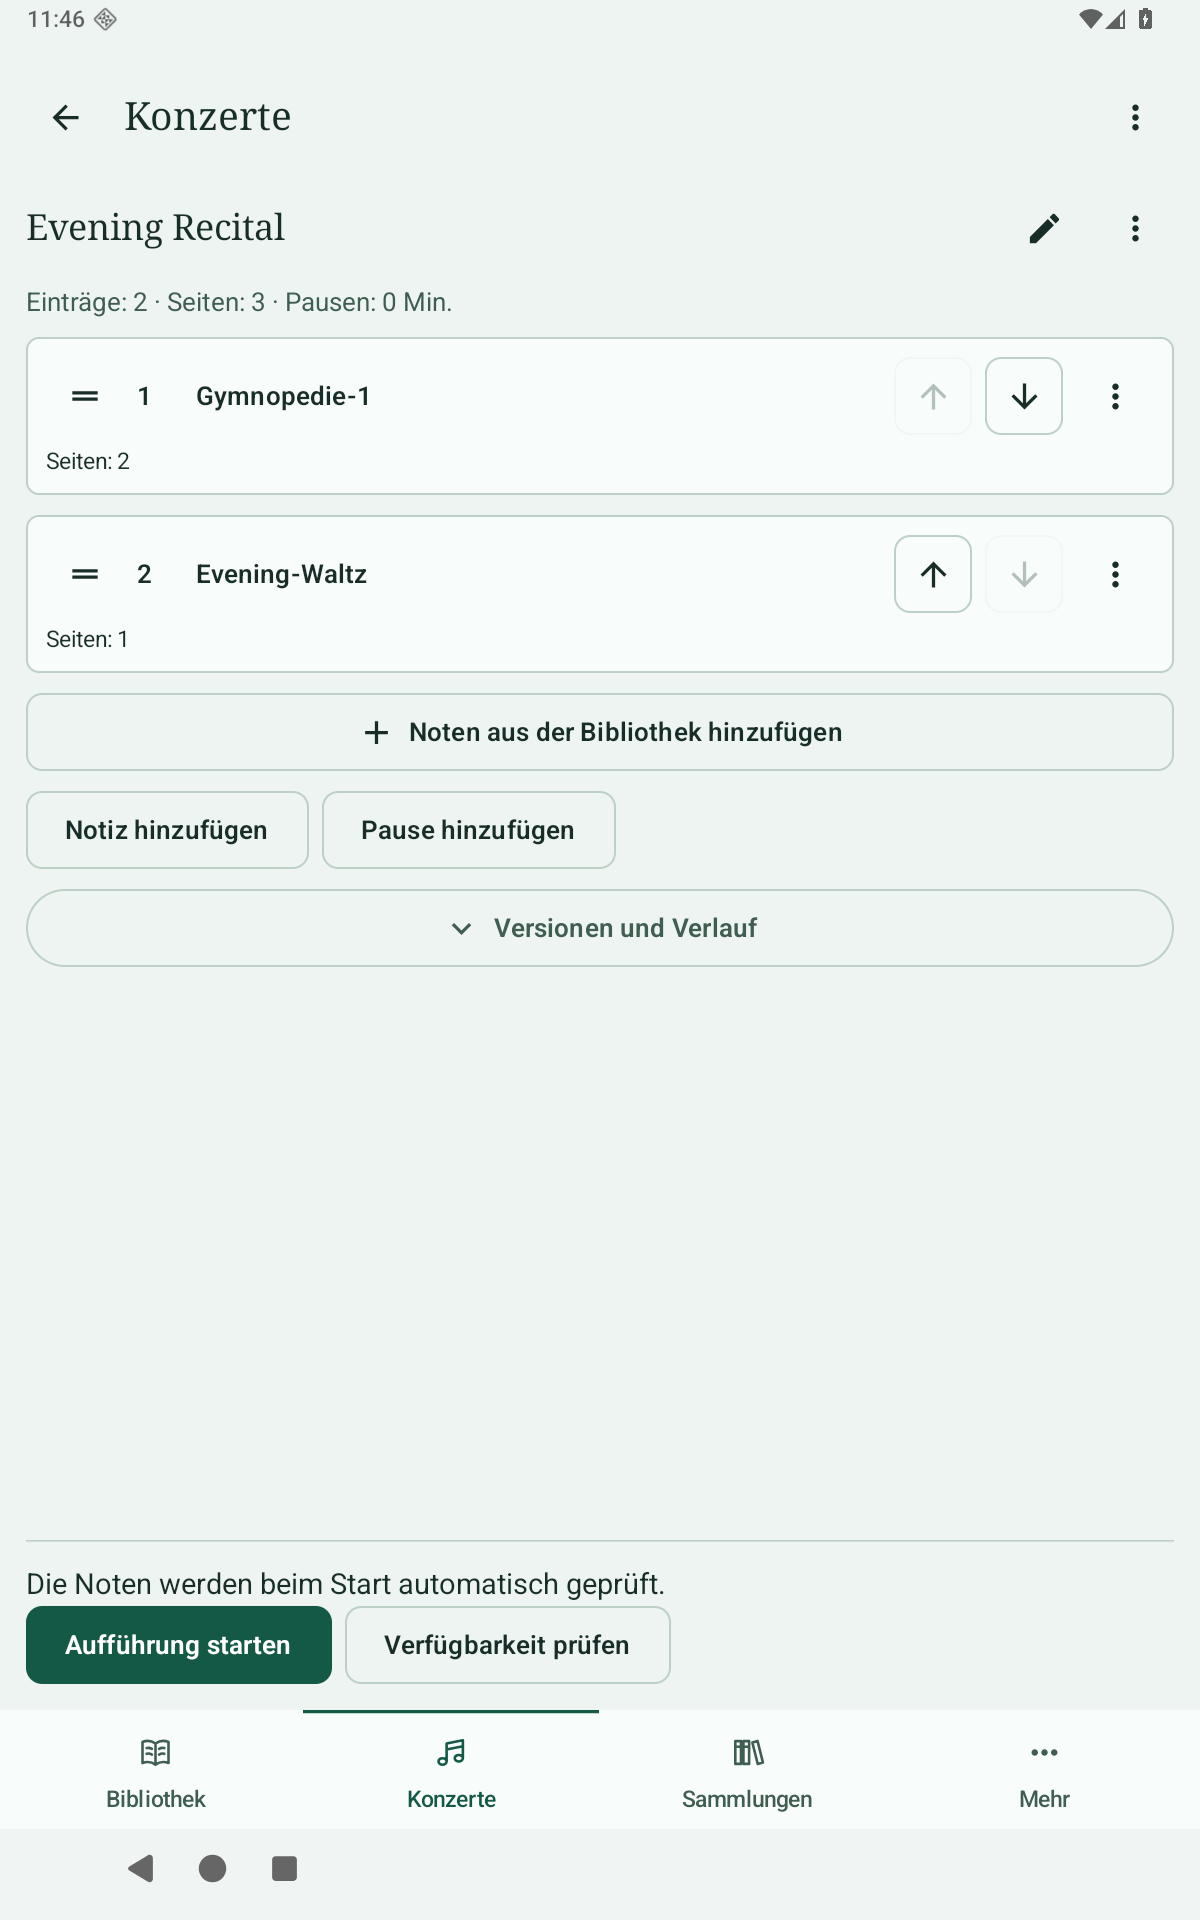 11:46
Konzerte
Evening Recital
Einträge: 2 · Seiten: 3 · Pausen: 0 Min.
1 Gymnopedie-1
Seiten: 2
2 Evening-Waltz
Seiten: 1
Noten aus der Bibliothek hinzufügen
Notiz hinzufügen Pause hinzufügen
Versionen und Verlauf
Die Noten werden beim Start automatisch geprüft.
Aufführung starten Verfügbarkeit prüfen
Bibliothek Konzerte Sammlungen Mehr